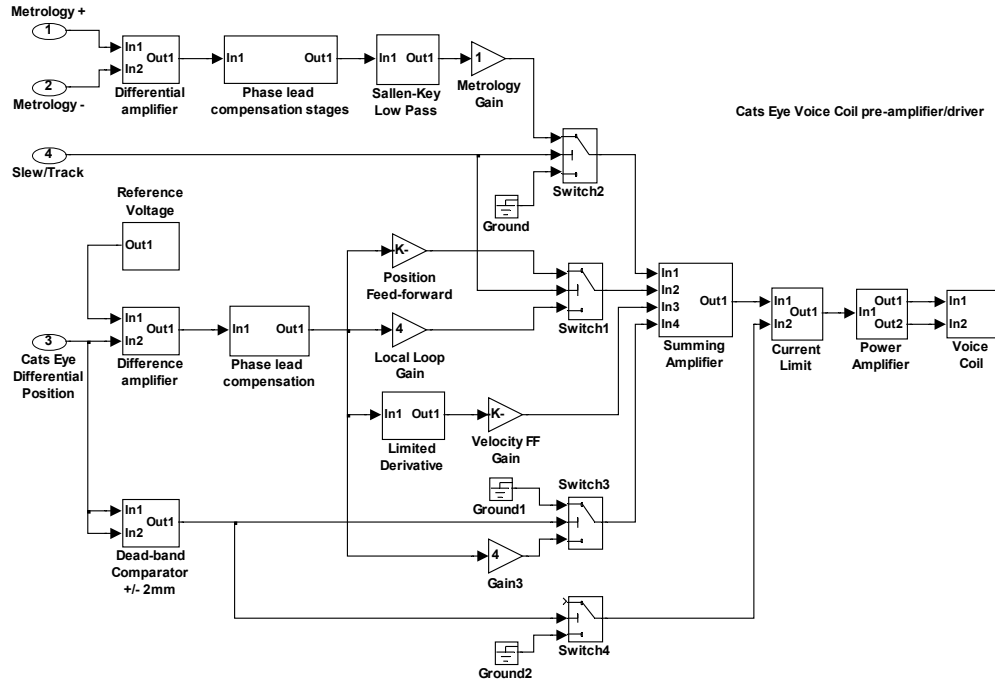 Metrology +
1
In1
In2
Out1
2
Metrology -
Differential
amplifier
In1
Out1
Phase lead
compensation stages
In1
Out1
Sallen-Key
Low Pass
1
Metrology
Gain
Cats Eye Voice Coil pre-amplifier/driver
4
Slew/Track
Switch2
Ground
Reference
Voltage
Out1
K-
Position
Feed-forward
Switch1
In1
In2
In3
In4
Out1
Summing
Amplifier
In1
In2
Out1
Current
Limit
In1
Out1
Out2
Power
Amplifier
In1
In2
Voice
Coil
3
Cats Eye
Differential
Position
In1
In2
Out1
Difference
amplifier
In1
Out1
Phase lead
compensation
4
Local Loop
Gain
In1
Out1
Limited
Derivative
K-
Velocity FF
Gain
In1
In2
Out1
Dead-band
Comparator
+/- 2mm
Ground1
Switch3
4
Gain3
Ground2
Switch4